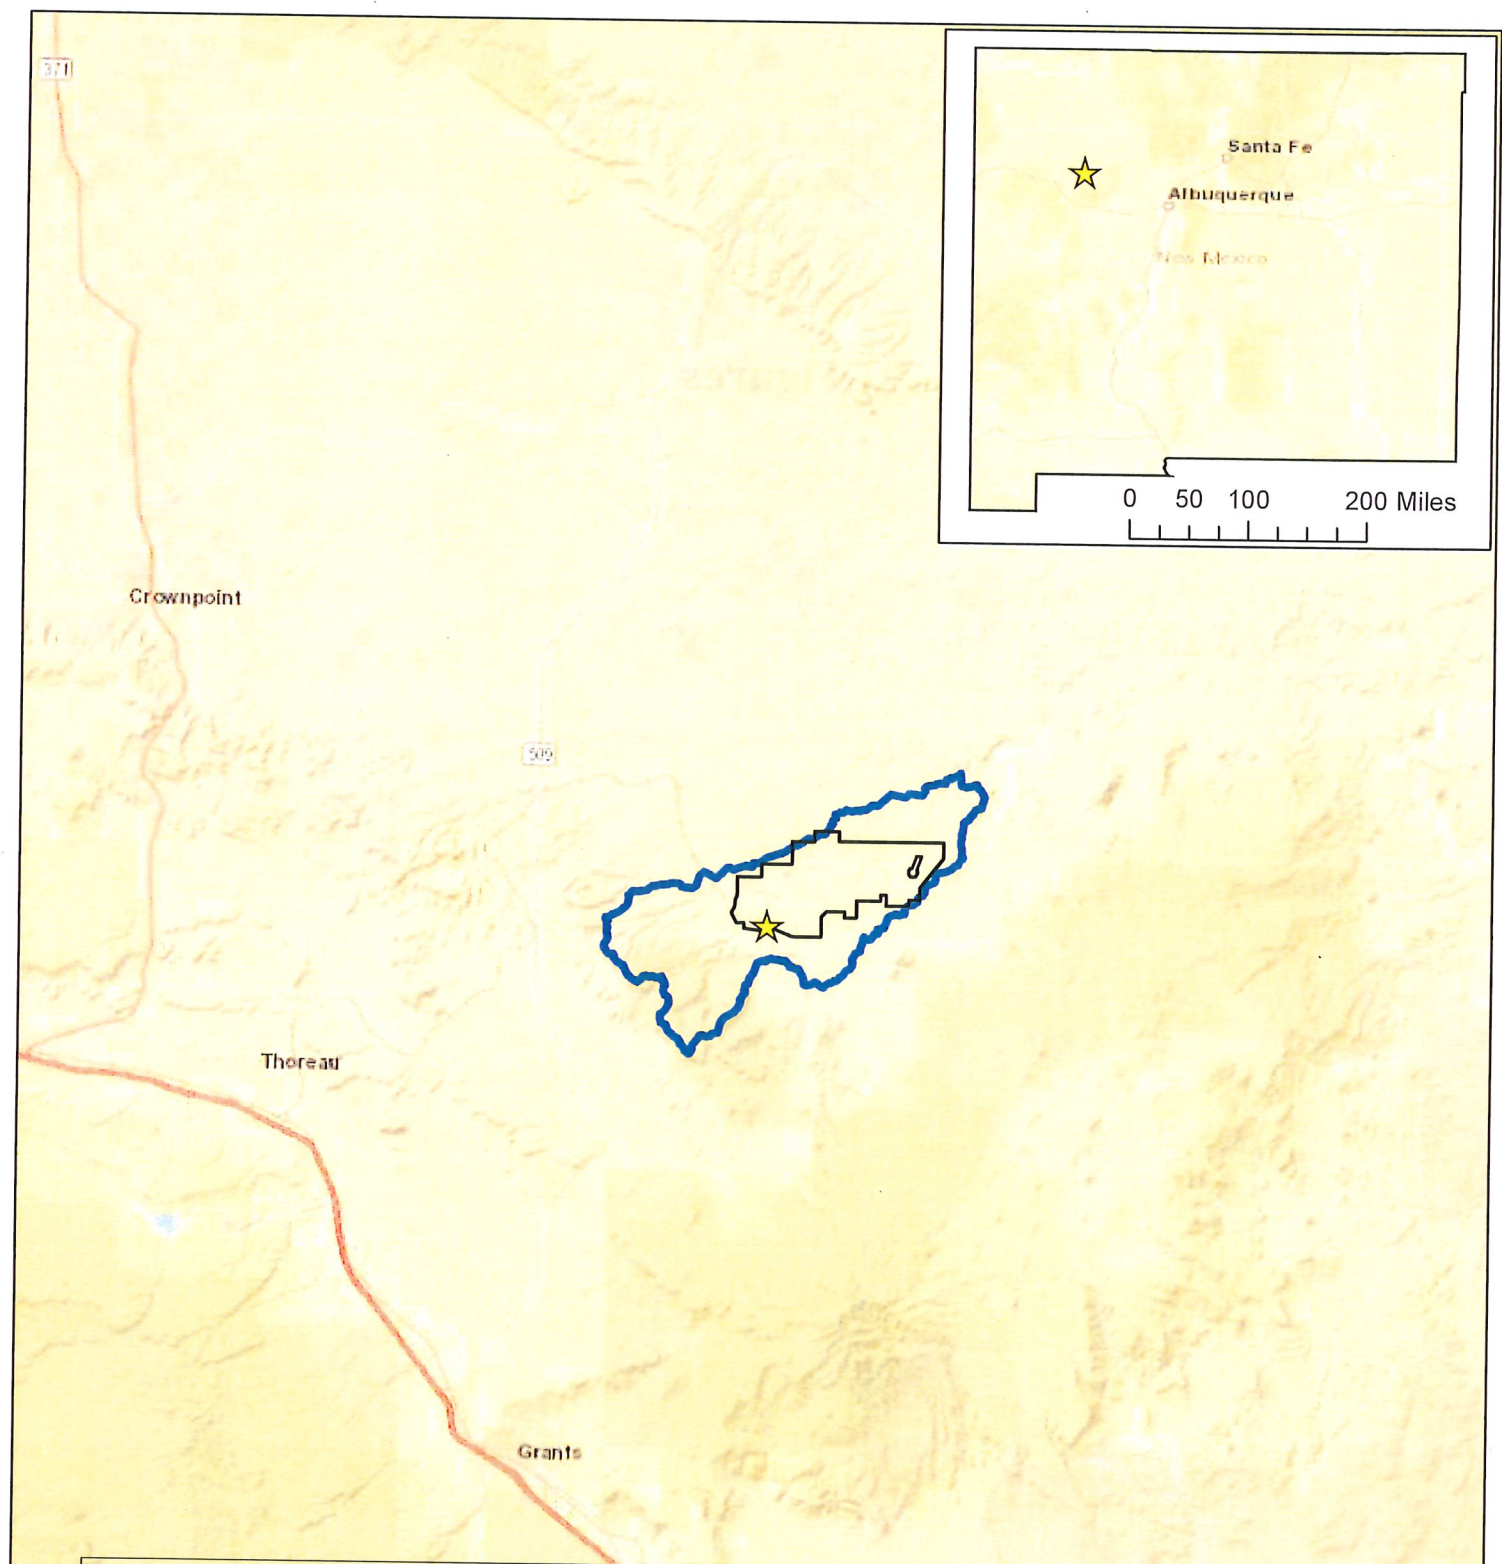 371
Santa Fe
Albuquerque
New Mexico
0 50 100 200 Miles
Crownpoint
509
Thoreau
Grants